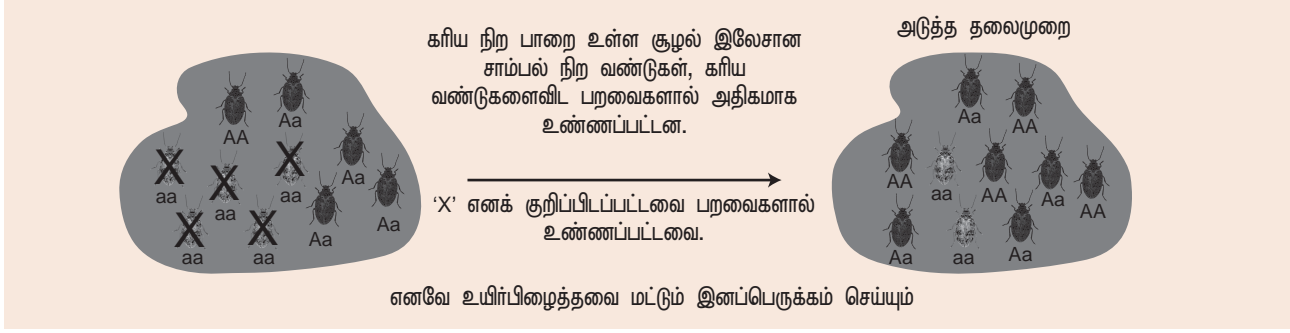 கரிய நிற பாறை உள்ள சூழல் இலேசான
சாம்பல் நிற வண்டுகள், கரிய
வண்டுகளைவிட பறவைகளால் அதிகமாக
உண்ணப்பட்டன.
அடுத்த தலைமுறை
AA
Aa
aa
aa
aa
Aa
Aa
Aa
aa
aa
‘X’ எனக் குறிப்பிடப்பட்டவை பறவைகளால்
உண்ணப்பட்டவை.
Aa
AA
AA
aa
AA
Aa
AA
Aa
aa
Aa
எனவே உயிர்பிழைத்தவை மட்டும் இனப்பெருக்கம் செய்யும்